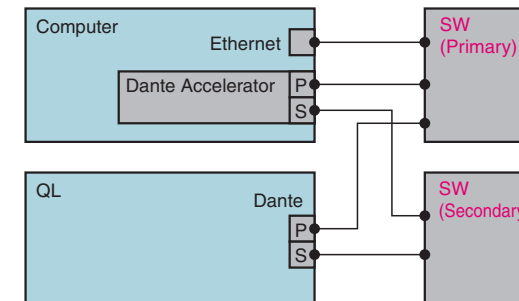 Computer
Ethernet
Dante Accelerator
P
S
SW
(Primary)
QL
Dante
P
S
SW
(Secondary